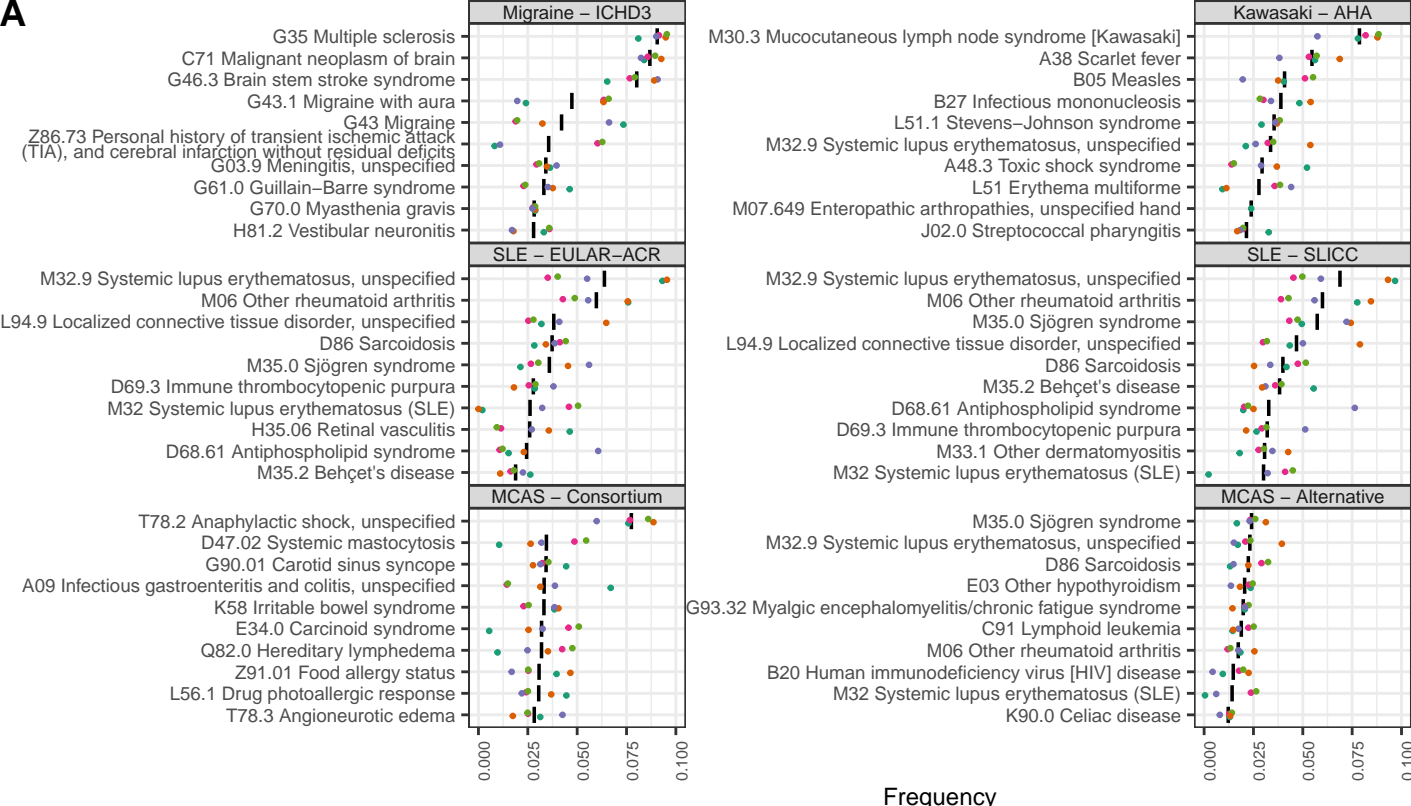 A
Migraine – ICHD3
G35 Multiple sclerosis
C71 Malignant neoplasm of brain
G46.3 Brain stem stroke syndrome
G43.1 Migraine with aura
G43 Migraine
Z86.73 Personal history of transient ischemic attack
(TIA), and cerebral infarction without residual deficits
G03.9 Meningitis, unspecified
G61.0 Guillain–Barre syndrome
G70.0 Myasthenia gravis
H81.2 Vestibular neuronitis
Kawasaki – AHA
M30.3 Mucocutaneous lymph node syndrome [Kawasaki]
A38 Scarlet fever
B05 Measles
B27 Infectious mononucleosis
L51.1 Stevens–Johnson syndrome
M32.9 Systemic lupus erythematosus, unspecified
A48.3 Toxic shock syndrome
L51 Erythema multiforme
M07.649 Enteropathic arthropathies, unspecified hand
J02.0 Streptococcal pharyngitis
SLE – EULAR–ACR
M32.9 Systemic lupus erythematosus, unspecified
M06 Other rheumatoid arthritis
L94.9 Localized connective tissue disorder, unspecified
D86 Sarcoidosis
M35.0 Sjögren syndrome
D69.3 Immune thrombocytopenic purpura
M32 Systemic lupus erythematosus (SLE)
H35.06 Retinal vasculitis
D68.61 Antiphospholipid syndrome
M35.2 Behçet's disease
SLE – SLICC
M32.9 Systemic lupus erythematosus, unspecified
M06 Other rheumatoid arthritis
M35.0 Sjögren syndrome
L94.9 Localized connective tissue disorder, unspecified
D86 Sarcoidosis
M35.2 Behçet's disease
D68.61 Antiphospholipid syndrome
D69.3 Immune thrombocytopenic purpura
M33.1 Other dermatomyositis
M32 Systemic lupus erythematosus (SLE)
MCAS – Consortium
T78.2 Anaphylactic shock, unspecified
D47.02 Systemic mastocytosis
G90.01 Carotid sinus syncope
A09 Infectious gastroenteritis and colitis, unspecified
K58 Irritable bowel syndrome
E34.0 Carcinoid syndrome
Q82.0 Hereditary lymphedema
Z91.01 Food allergy status
L56.1 Drug photoallergic response
T78.3 Angioneurotic edema
0.000
0.025
0.050
0.075
0.100
MCAS – Alternative
M35.0 Sjögren syndrome
M32.9 Systemic lupus erythematosus, unspecified
D86 Sarcoidosis
E03 Other hypothyroidism
G93.32 Myalgic encephalomyelitis/chronic fatigue syndrome
C91 Lymphoid leukemia
M06 Other rheumatoid arthritis
B20 Human immunodeficiency virus [HIV] disease
M32 Systemic lupus erythematosus (SLE)
K90.0 Celiac disease
0.000
0.025
0.050
0.075
0.100
Frequency